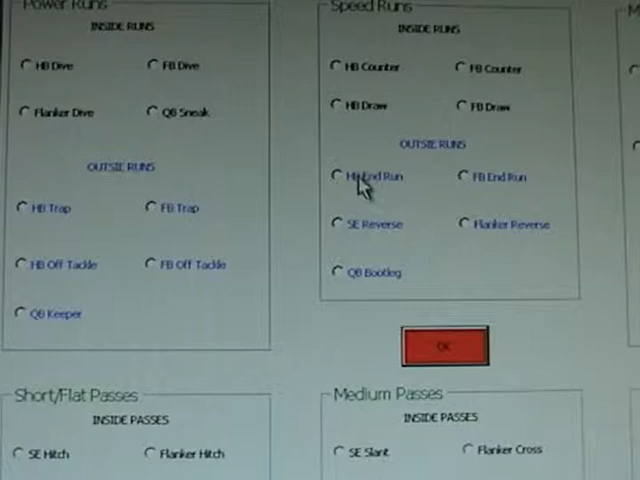 Power Runs
INSIDE RUNS
HB Dive
FB Dive
Flanker Dive
QB Sneak
OUTSIE RUNS
HB Trap
FB Trap
HB Off Tackle
FB Off Tackle
QB Keeper
Speed Runs
INSIDE RUNS
HB Counter
FB Counter
HB Draw
FB Draw
OUTSIE RUNS
HB End Run
FB End Run
SE Reverse
Flanker Reverse
QB Bootleg
OK
Short/Flat Passes
INSIDE PASSES
SE Hitch
Flanker Hitch
Medium Passes
INSIDE PASSES
SE Slant
Flanker Cross